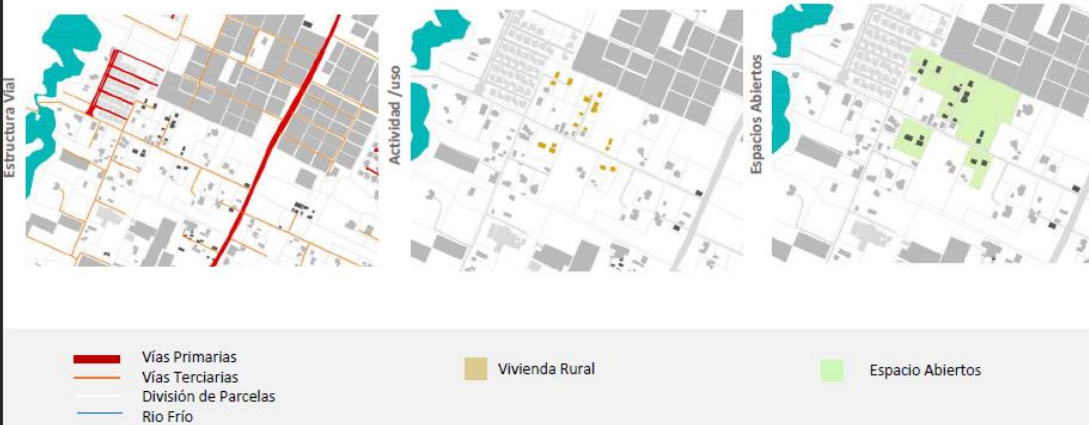 Estructura Vial
Actividad /uso
Espacios Abiertos
Vías Primarias
Vías Terciarias
División de Parcelas
Rio Frío
Vivienda Rural
Espacio Abiertos